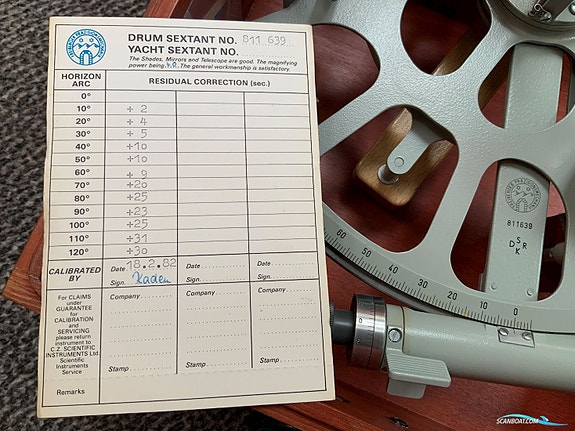 DRUM SEXTANT NO. 811 639
YACHT SEXTANT NO.
The Shades, Mirrors and Telescope are good. The magnifying
power being 4.0. The general workmanship is satisfactory.
HORIZON ARC RESIDUAL CORRECTION (sec.)
0°
10° ÷ 2
20° ÷ 4
30° ÷ 5
40° ÷10
50° ÷10
60° ÷ 9
70° ÷20
80° ÷25
90° ÷23
100° ÷25
110° ÷31
120° ÷30
CALIBRATED BY
Date 18.2.82 Date Date
Sign. Kaden Sign. Sign.
For CLAIMS
under
GUARANTEE
for
CALIBRATION
and
SERVICING
please return
instrument to
C.Z. SCIENTIFIC
INSTRUMENTS Ltd
Scientific
Instruments
Service
Company Company Company
Stamp Stamp Stamp
Remarks
811639
DSRK
60 50 40 30 20 10 0
0
SCANBOAT.COM